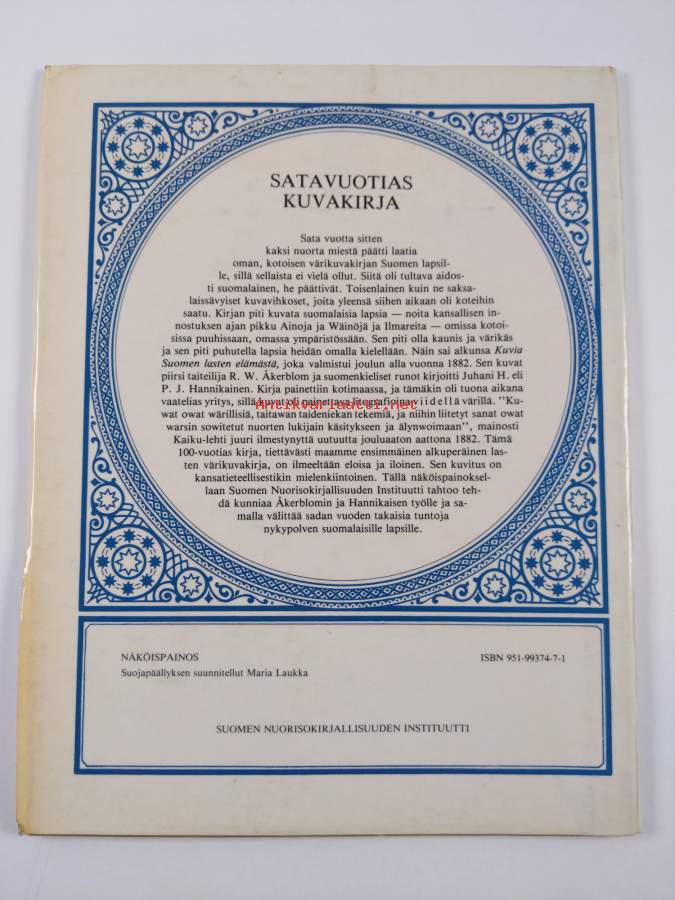 SATAVUOTIAS
KUVAKIRJA
Sata vuotta sitten
kaksi nuorta miestä päätti laatia
oman, kotoisen värikuvakirjan Suomen lapsil-
le, sillä sellaista ei vielä ollut. Siitä oli tultava aidos-
ti suomalainen, he päättivät. Toisenlainen kuin ne saksa-
laissävyiset kuvavihkoset, joita yleensä siihen aikaan oli koteihin
saatu. Kirjan piti kuvata suomalaisia lapsia — noita kansallisen in-
nostuksen ajan pikku Ainoja ja Wäinöjä ja Ilmareita — omissa kotoi-
sissa puuhissaan, omassa ympäristössään. Sen piti olla kaunis ja värikäs
ja sen piti puhutella lapsia heidän omalla kielellään. Näin sai alkunsa Kuvia
Suomen lasten elämästä, joka valmistui joulun alla vuonna 1882. Sen kuvat
piirsi taiteilija R. W. Åkerblom ja suomenkieliset runot kirjoitti Juhani H. eli
P. J. Hannikainen. Kirja painettiin kotimaassa, ja tämäkin oli tuona aikana
vaatelias yritys, sillä kuvat oli painettava litografioina viidellä värillä. "Ku-
Antikvariaatti.net
wat owat wärillisiä, taitawan taideniekan tekemiä, ja niihin liitetyt sanat owat
warsin sowitetut nuorten lukijain käsitykseen ja älynwoimaan", mainosti
Kaiku-lehti juuri ilmestynyttä uutuutta jouluaaton aattona 1882. Tämä
100-vuotias kirja, tiettävästi maamme ensimmäinen alkuperäinen las-
ten värikuvakirja, on ilmeeltään eloisa ja iloinen. Sen kuvitus on
kansatieteellisestikin mielenkiintoinen. Tällä näköispainoksel-
laan Suomen Nuorisokirjallisuuden Instituutti tahtoo teh-
dä kunniaa Åkerblomin ja Hannikaisen työlle ja sa-
malla välittää sadan vuoden takaisia tuntoja
nykypolven suomalaisille lapsille.
NÄKÖISPAINOS
ISBN 951-99374-7-1
Suojapäällyksen suunnitellut Maria Laukka
SUOMEN NUORISOKIRJALLISUUDEN INSTITUUTTI